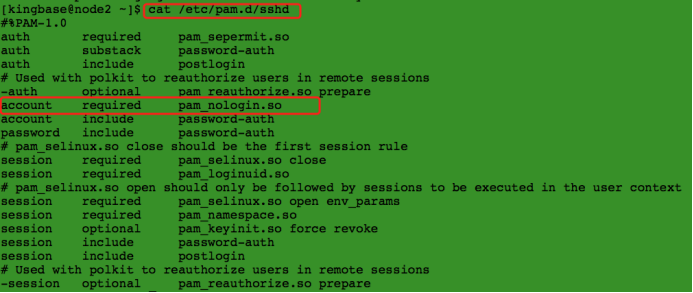 [kingbase@node2 ~]$ cat /etc/pam.d/sshd
#%PAM-1.0
auth       required     pam_sepermit.so
auth       substack     password-auth
auth       include      postlogin
# Used with polkit to reauthorize users in remote sessions
-auth      optional     pam_reauthorize.so prepare
account    required     pam_nologin.so
account    include      password-auth
password   include      password-auth
# pam_selinux.so close should be the first session rule
session    required     pam_selinux.so close
session    required     pam_loginuid.so
# pam_selinux.so open should only be followed by sessions to be executed in the user context
session    required     pam_selinux.so open env_params
session    required     pam_namespace.so
session    optional     pam_keyinit.so force revoke
session    include      password-auth
session    include      postlogin
# Used with polkit to reauthorize users in remote sessions
-session   optional     pam_reauthorize.so prepare